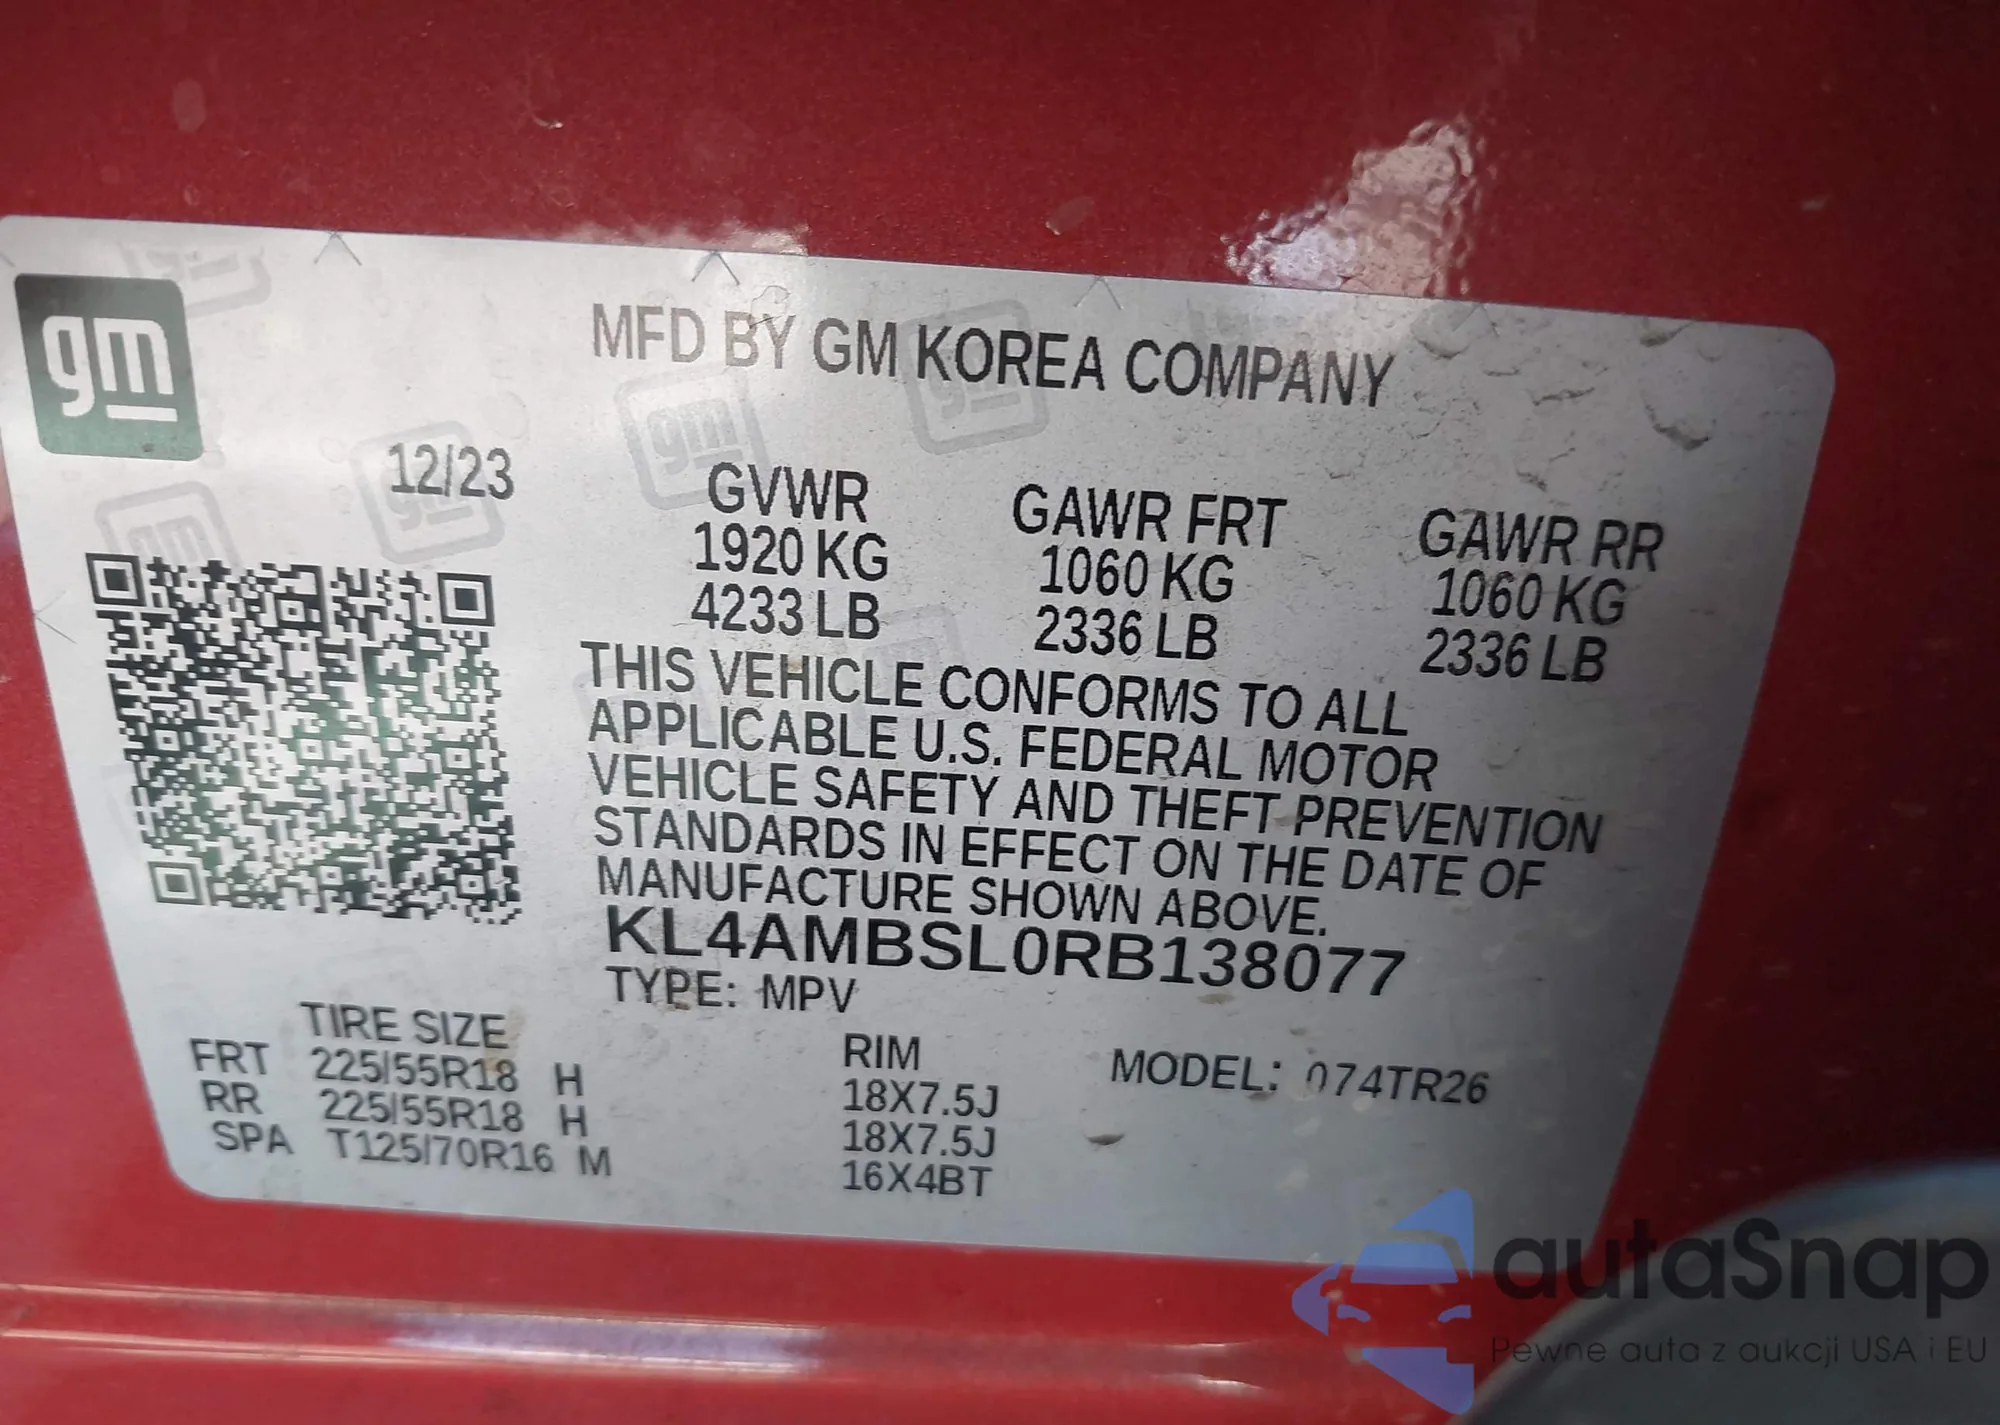 gm
MFD BY GM KOREA COMPANY
12/23
GVWR GAWR FRT GAWR RR
1920 KG 1060 KG 1060 KG
4233 LB 2336 LB 2336 LB
THIS VEHICLE CONFORMS TO ALL
APPLICABLE U.S. FEDERAL MOTOR
VEHICLE SAFETY AND THEFT PREVENTION
STANDARDS IN EFFECT ON THE DATE OF
MANUFACTURE SHOWN ABOVE.
KL4AMBSL0RB138077
TYPE: MPV
TIRE SIZE RIM MODEL: 074TR26
FRT 225/55R18 H 18X7.5J
RR 225/55R18 H 18X7.5J
SPA T125/70R16 M 16X4BT
autaSnap
Pewne auta z aukcji USA i EU